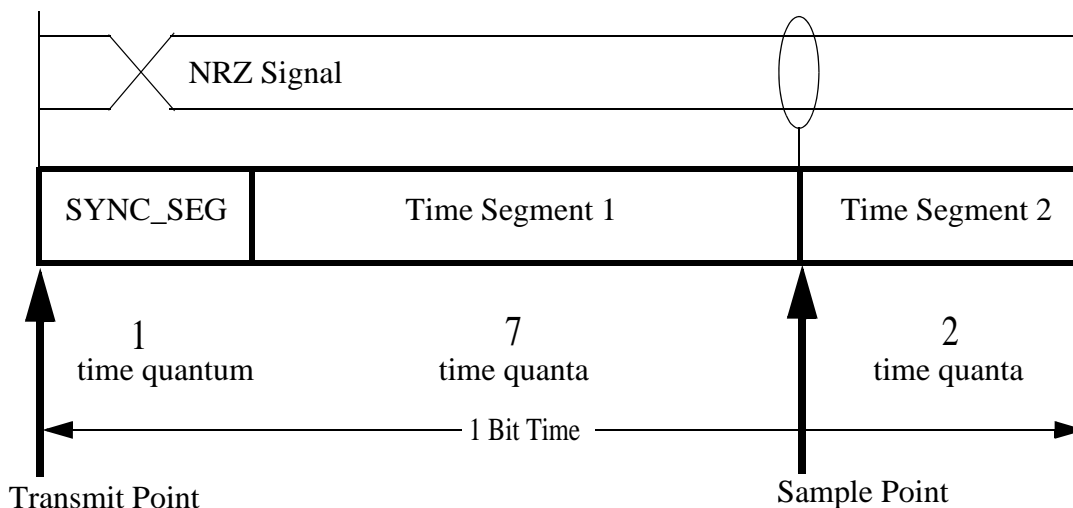 NRZ Signal
SYNC_SEG
Time Segment 1
Time Segment 2
1
time quantum
7
time quanta
2
time quanta
1 Bit Time
Transmit Point
Sample Point